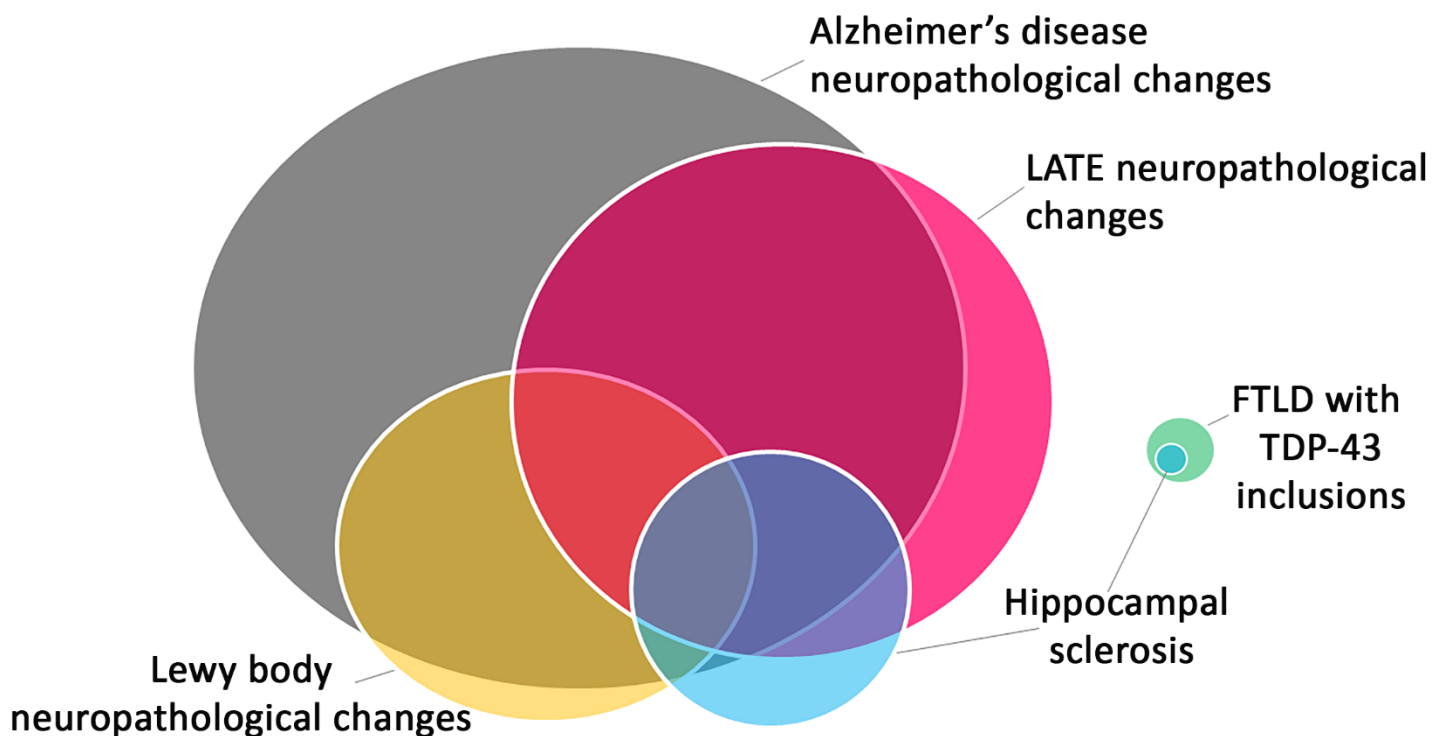 Alzheimer’s disease
neuropathological changes
LATE neuropathological
changes
FTLD with
TDP-43
inclusions
Hippocampal
sclerosis
Lewy body
neuropathological changes